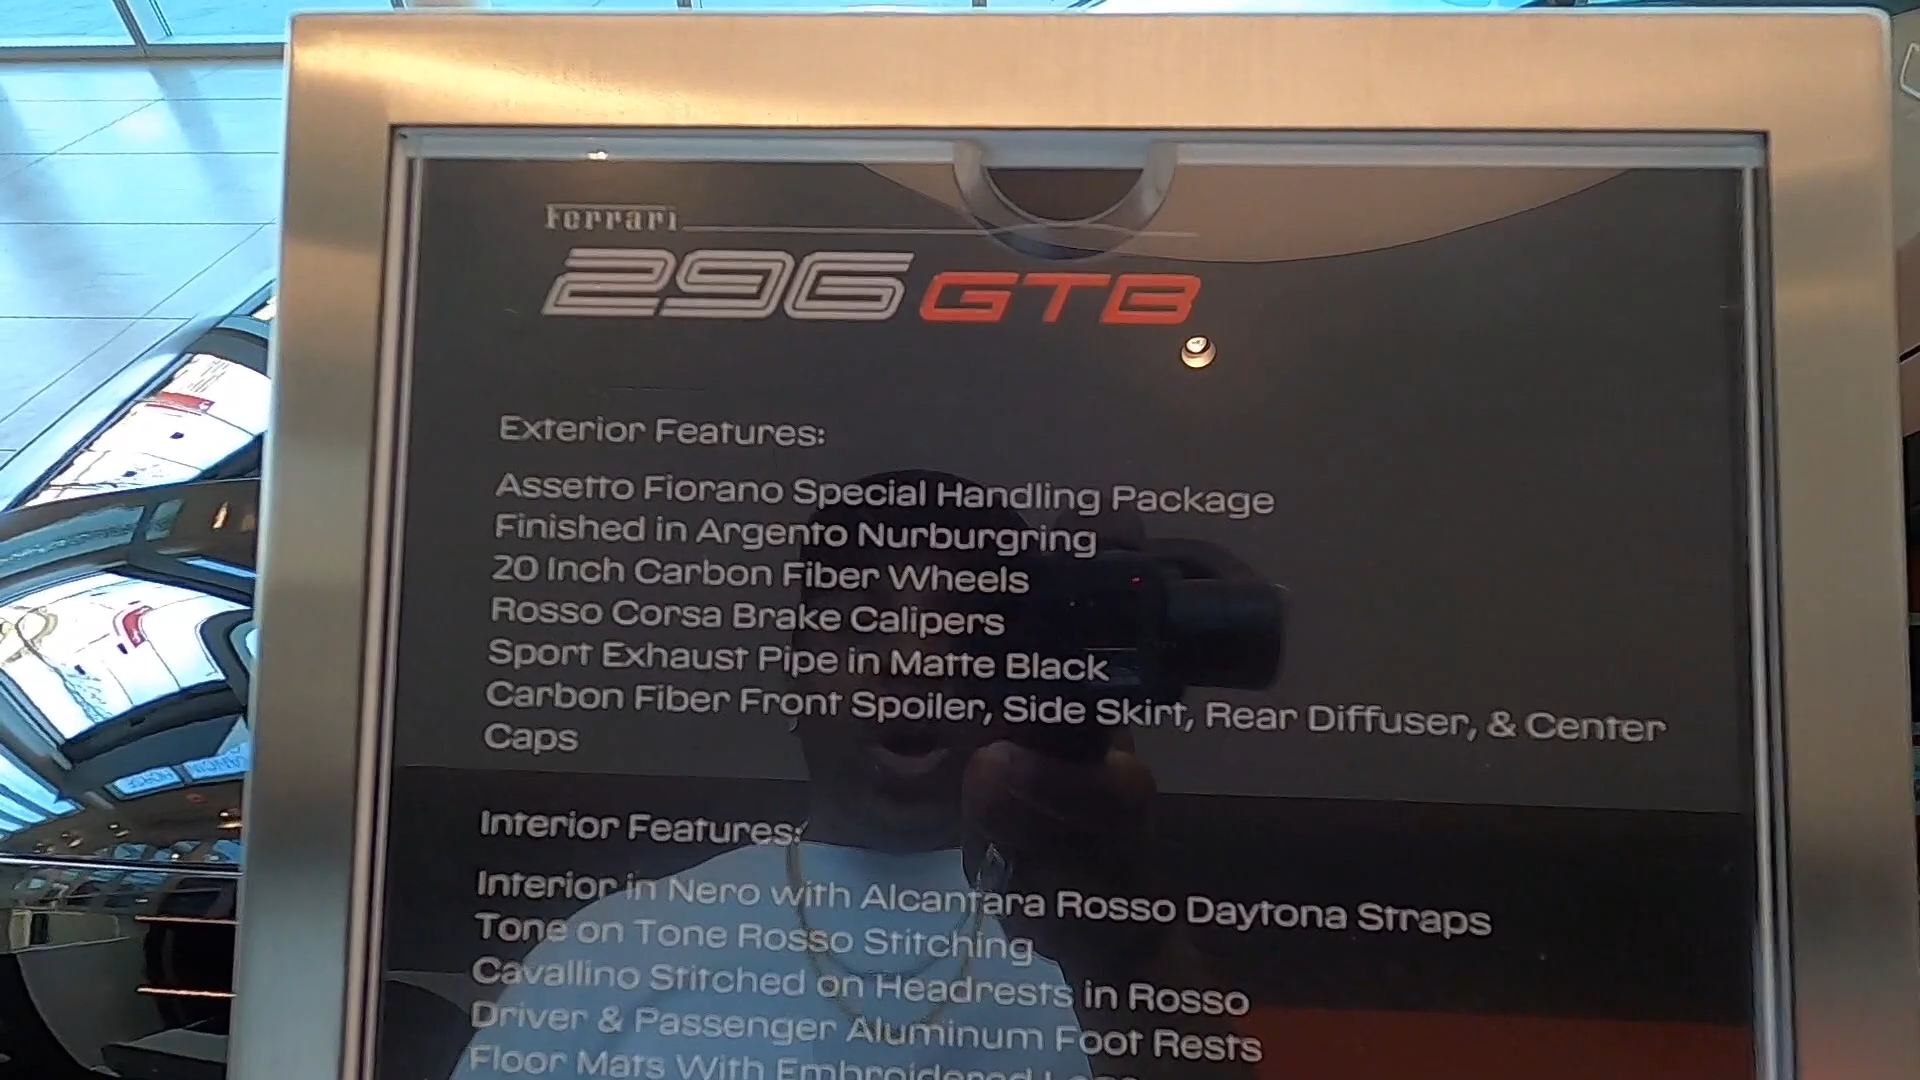 Ferrari
296 GTB
Exterior Features:
Assetto Fiorano Special Handling Package
Finished in Argento Nurburgring
20 Inch Carbon Fiber Wheels
Rosso Corsa Brake Calipers
Sport Exhaust Pipe in Matte Black
Carbon Fiber Front Spoiler, Side Skirt, Rear Diffuser, & Center
Caps
Interior Features:
Interior in Nero with Alcantara Rosso Daytona Straps
Tone on Tone Rosso Stitching
Cavallino Stitched on Headrests in Rosso
Driver & Passenger Aluminum Foot Rests
Floor Mats With Embroidered